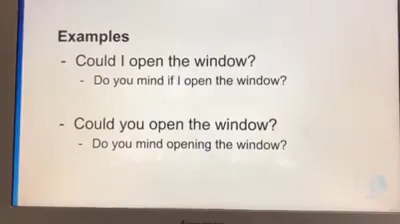 Examples
- Could I open the window?
- Do you mind if I open the window?
- Could you open the window?
- Do you mind opening the window?